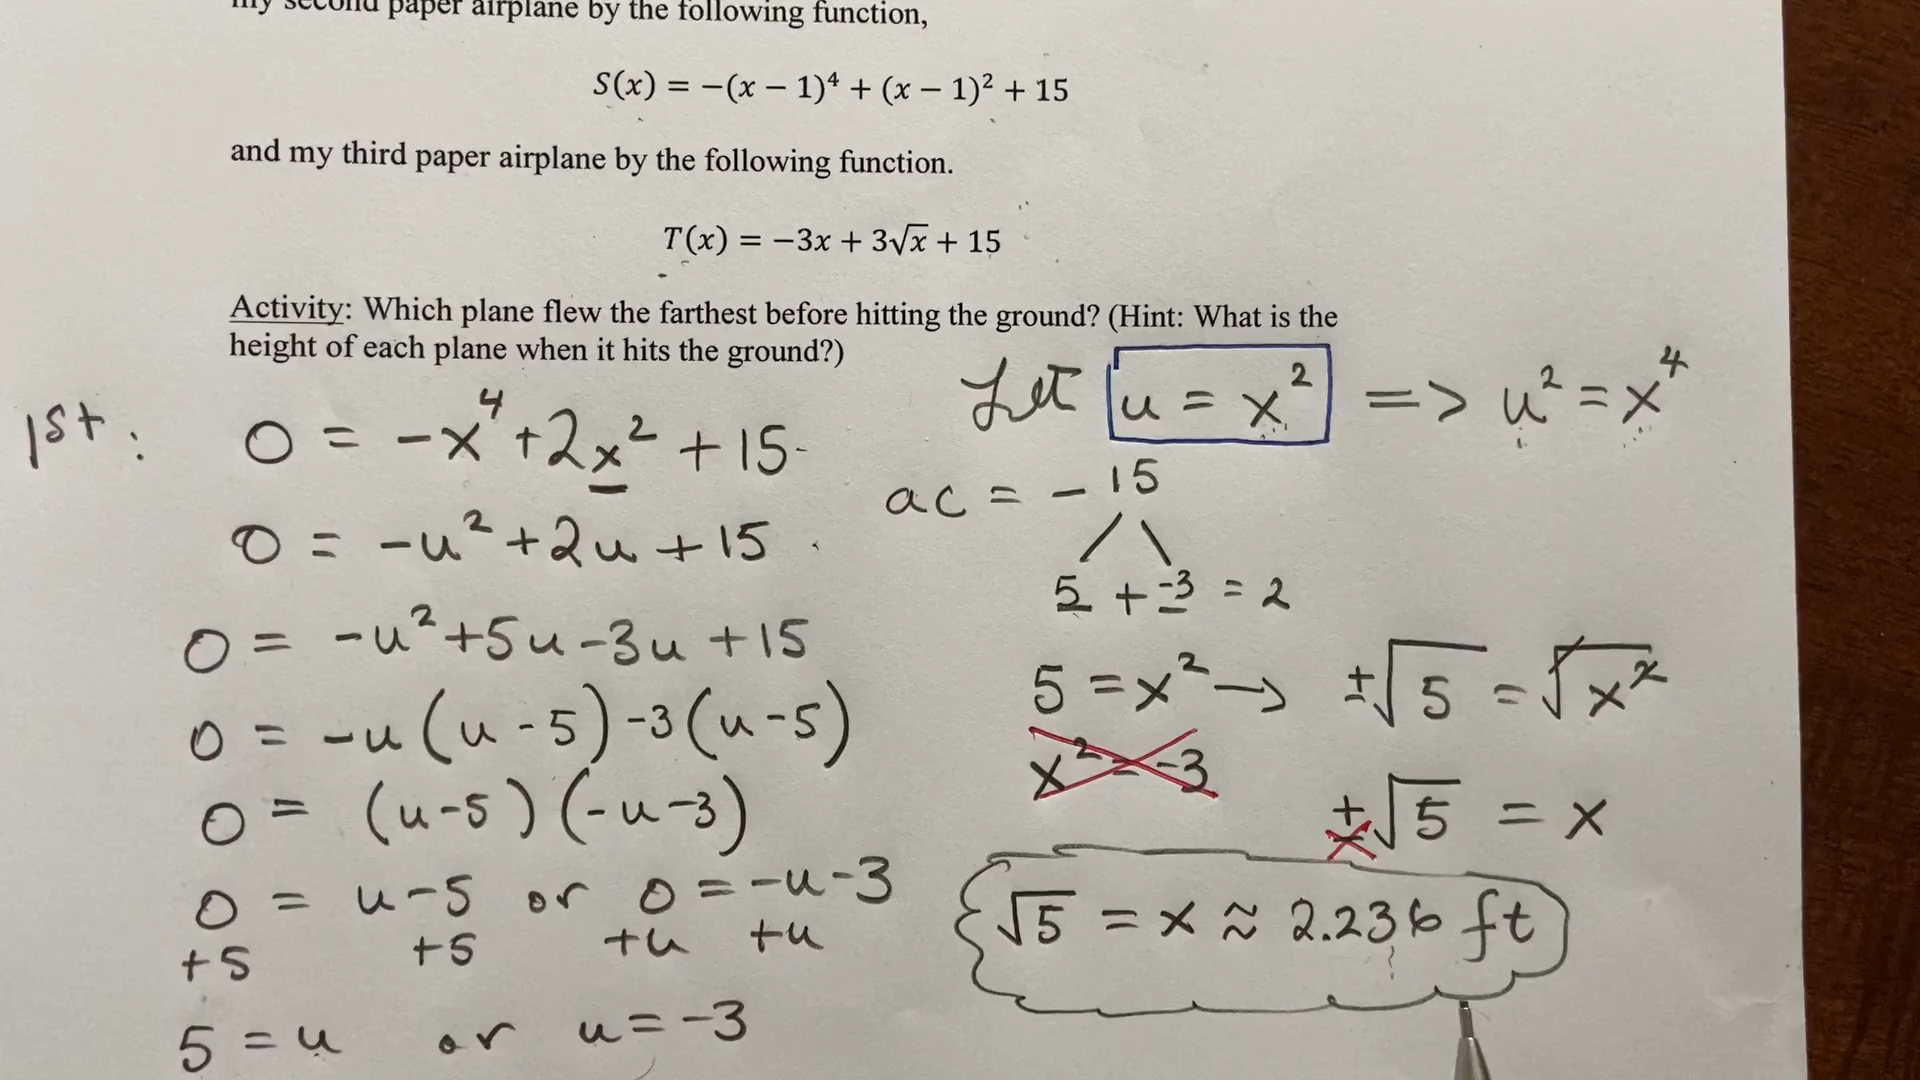 my second paper airplane by the following function,
S(x) = −(x − 1)⁴ + (x − 1)² + 15
and my third paper airplane by the following function.
T(x) = −3x + 3√x + 15
Activity: Which plane flew the farthest before hitting the ground? (Hint: What is the
height of each plane when it hits the ground?)
1st:
0 = -x⁴ + 2x² + 15
0 = -u² + 2u + 15
0 = -u² + 5u - 3u + 15
0 = -u(u - 5) - 3(u - 5)
0 = (u - 5)(-u - 3)
0 = u - 5 or 0 = -u - 3
+5 +5 +u +u
5 = u or u = -3
Let u = x² => u² = x⁴
ac = -15
5 + -3 = 2
5 = x² → ±√5 = √x²
x² = -3
±√5 = x
√5 = x ≈ 2.236 ft